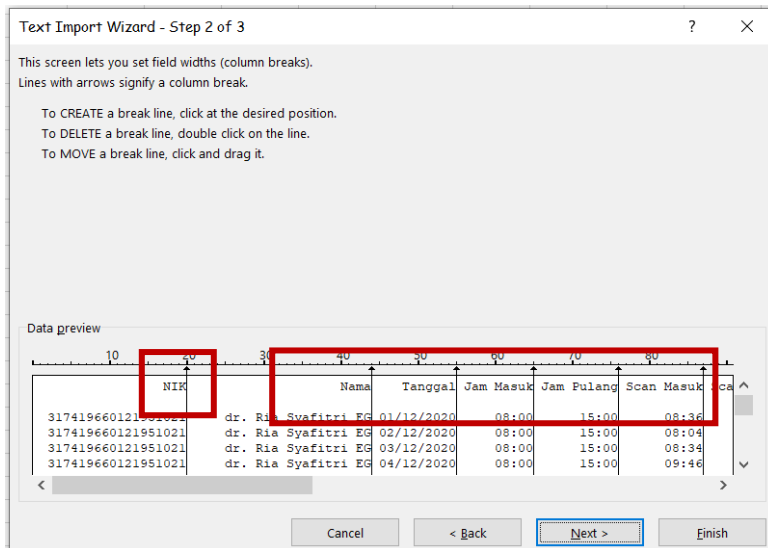 Text Import Wizard - Step 2 of 3 ? ×
This screen lets you set field widths (column breaks).
Lines with arrows signify a column break.
To CREATE a break line, click at the desired position.
To DELETE a break line, double click on the line.
To MOVE a break line, click and drag it.
Data preview
10 20 30 40 50 60 70 80
NIK Nama Tanggal Jam Masuk Jam Pulang Scan Masuk Sca
317419660121951021 dr. Ria Syafitri EG 01/12/2020 08:00 15:00 08:36
317419660121951021 dr. Ria Syafitri EG 02/12/2020 08:00 15:00 08:04
317419660121951021 dr. Ria Syafitri EG 03/12/2020 08:00 15:00 08:34
317419660121951021 dr. Ria Syafitri EG 04/12/2020 08:00 15:00 09:46
Cancel < Back Next > Finish